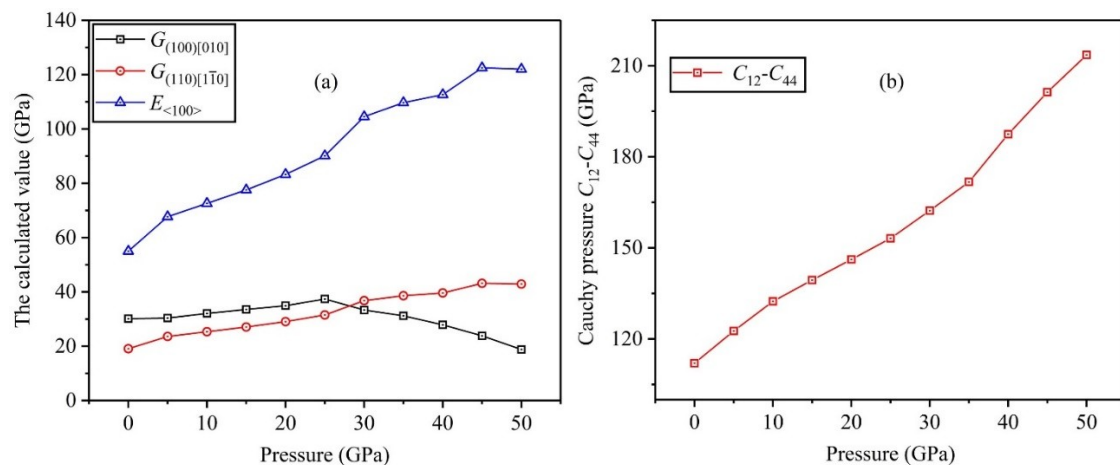 G(100)[010]
G(110)[11̄0]
E<100>
(a)
140
120
100
80
60
40
20
0
The calculated value (GPa)
0 10 20 30 40 50
Pressure (GPa)
C12-C44
(b)
210
180
150
120
Cauchy pressure C12-C44 (GPa)
0 10 20 30 40 50
Pressure (GPa)